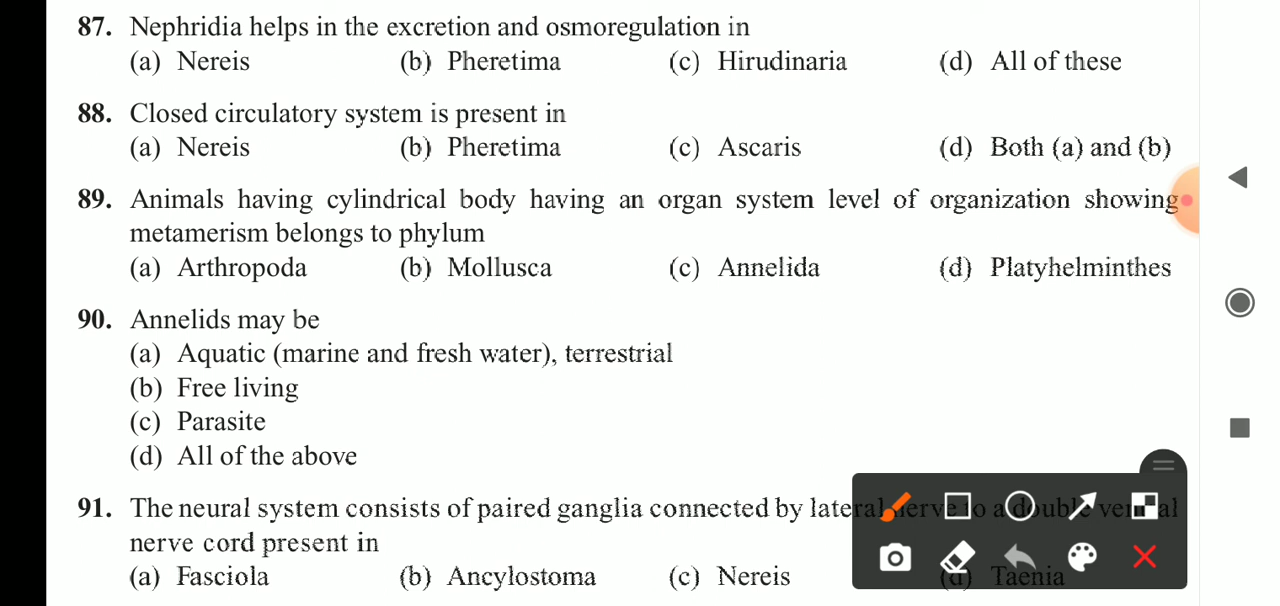 87. Nephridia helps in the excretion and osmoregulation in
(a) Nereis (b) Pheretima (c) Hirudinaria (d) All of these
88. Closed circulatory system is present in
(a) Nereis (b) Pheretima (c) Ascaris (d) Both (a) and (b)
89. Animals having cylindrical body having an organ system level of organization showing
metamerism belongs to phylum
(a) Arthropoda (b) Mollusca (c) Annelida (d) Platyhelminthes
90. Annelids may be
(a) Aquatic (marine and fresh water), terrestrial
(b) Free living
(c) Parasite
(d) All of the above
91. The neural system consists of paired ganglia connected by lateral nerve to a double ventral
nerve cord present in
(a) Fasciola (b) Ancylostoma (c) Nereis (d) Taenia